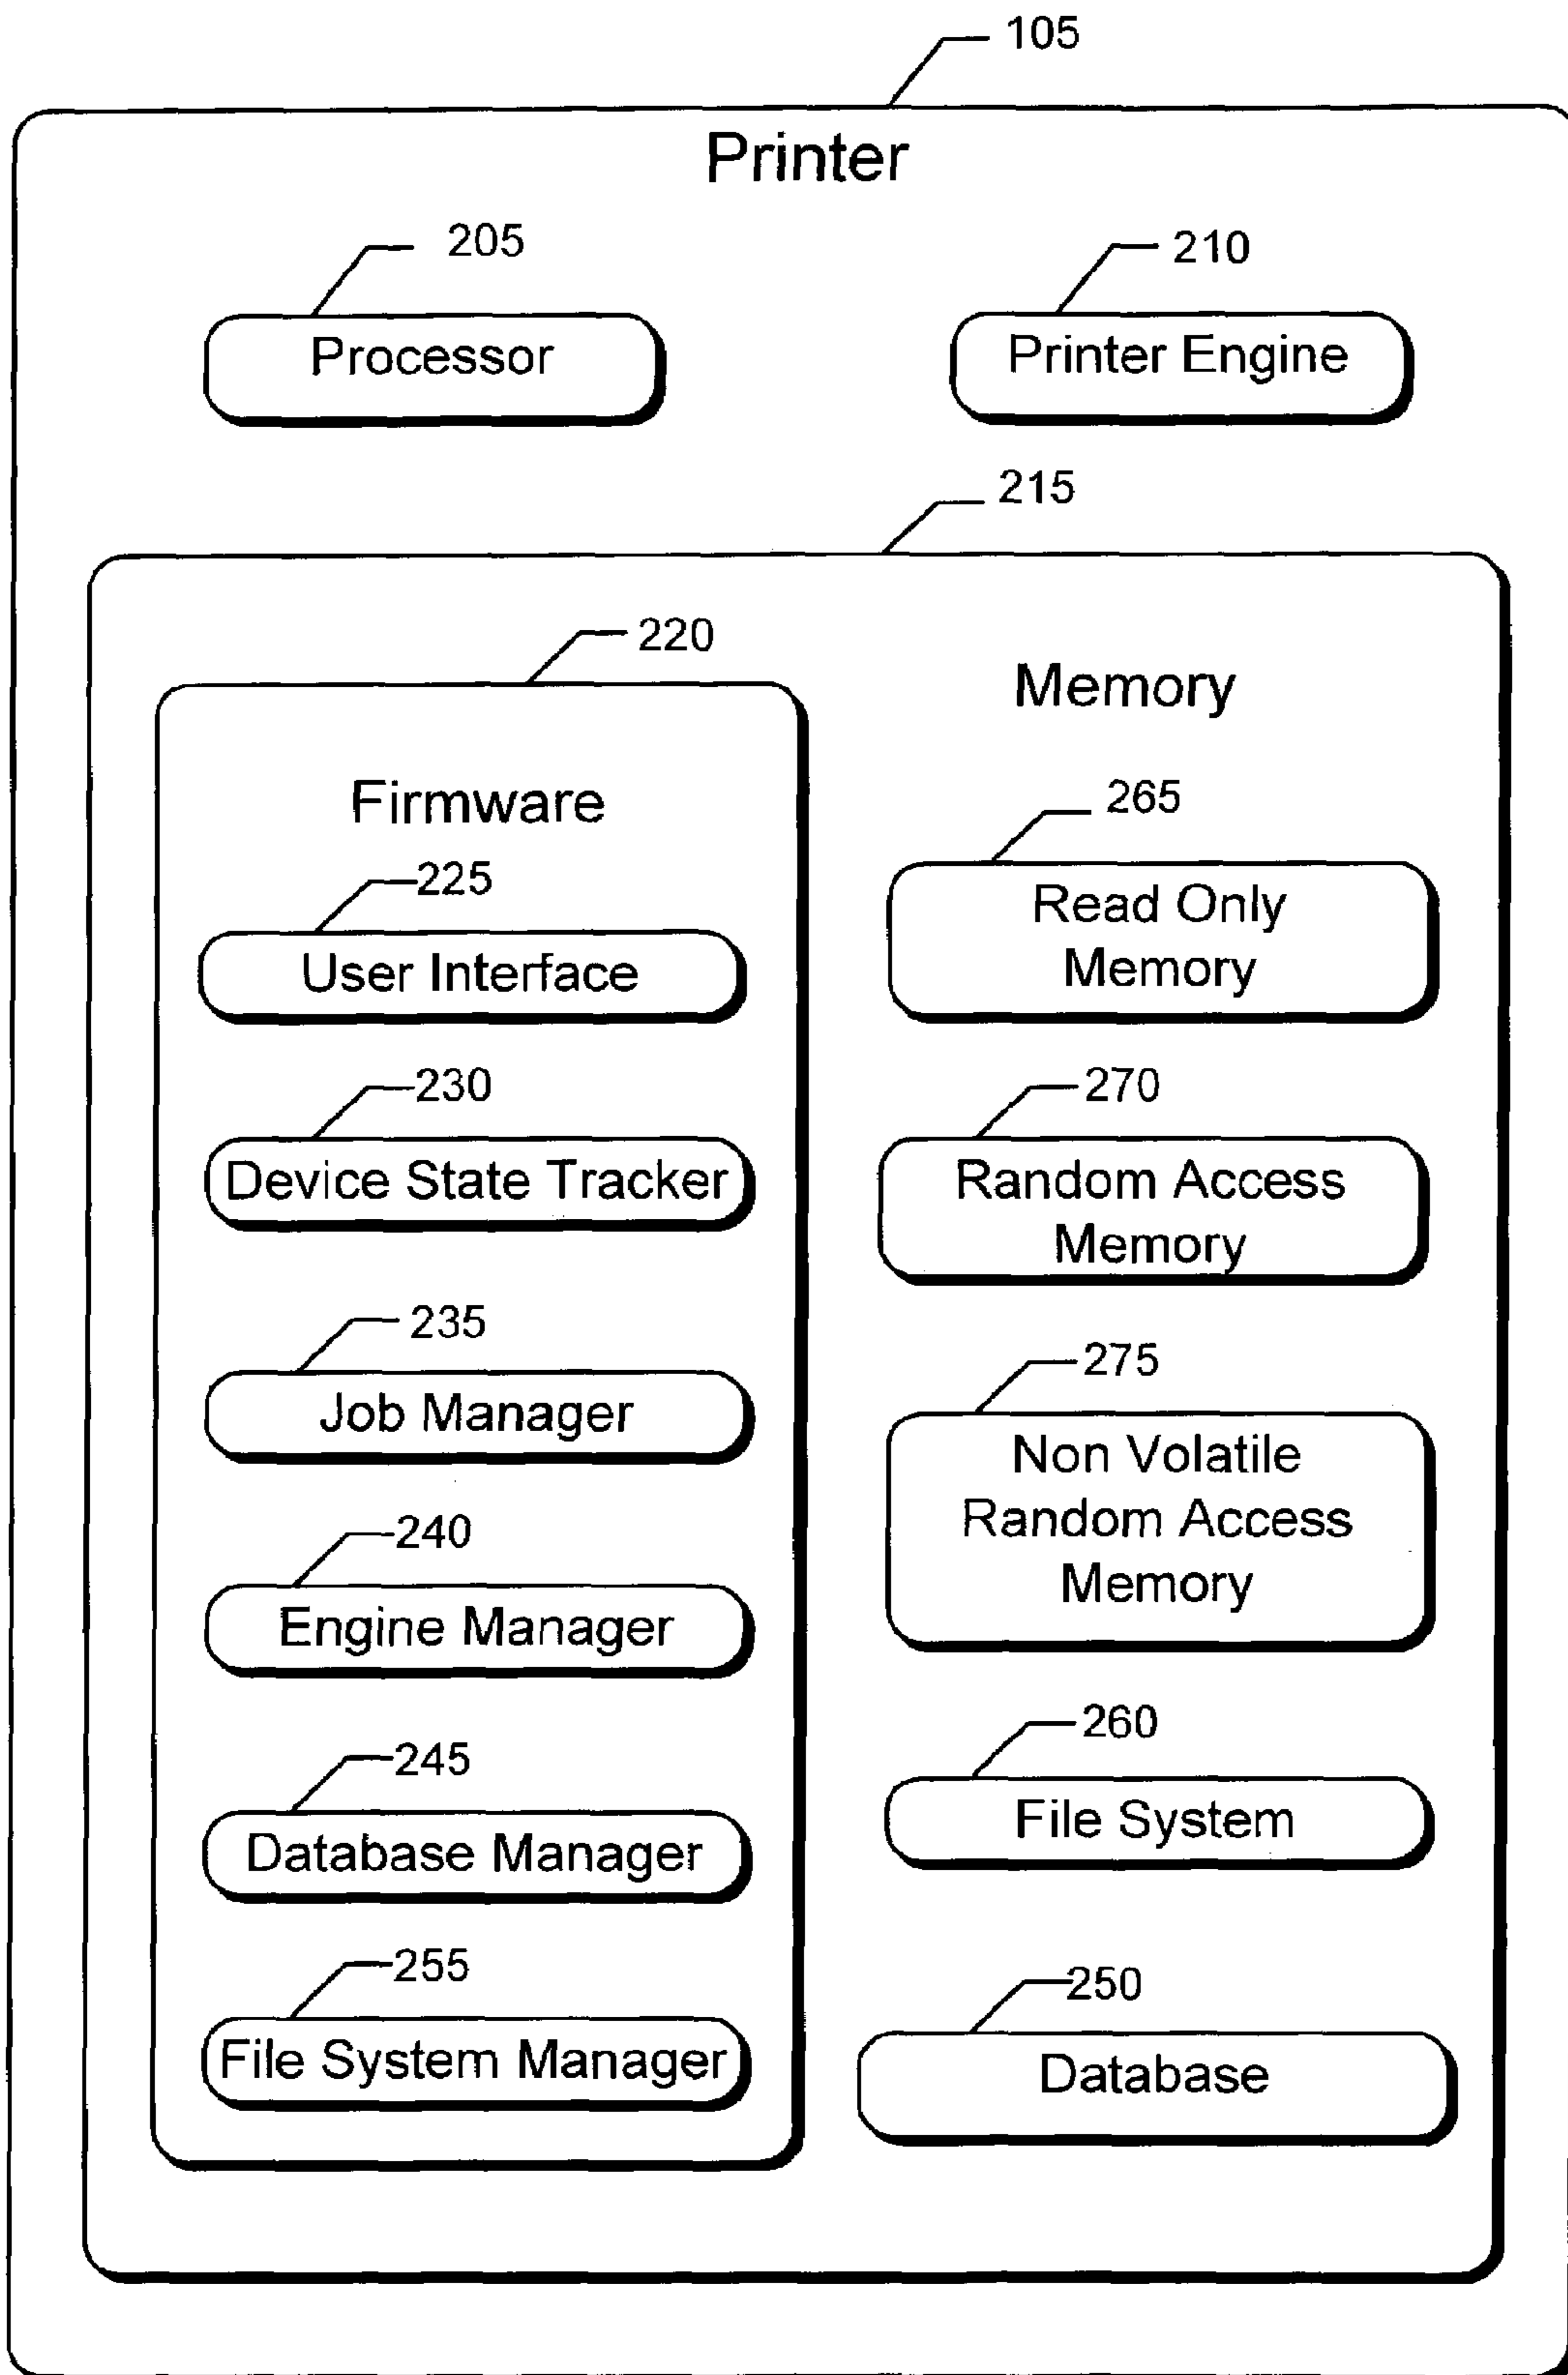 105
Printer
205
210
Processor
Printer Engine
215
220
Memory
Firmware
225
User Interface
230
Device State Tracker
235
Job Manager
240
Engine Manager
245
Database Manager
255
File System Manager
265
Read Only
Memory
270
Random Access
Memory
275
Non Volatile
Random Access
Memory
260
File System
250
Database